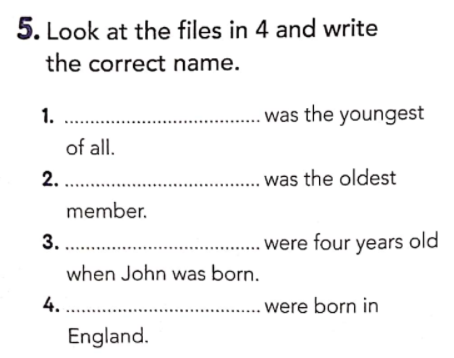 5. Look at the files in 4 and write
the correct name.
1. .................................. was the youngest
of all.
2. .................................. was the oldest
member.
3. .................................. were four years old
when John was born.
4. .................................. were born in
England.